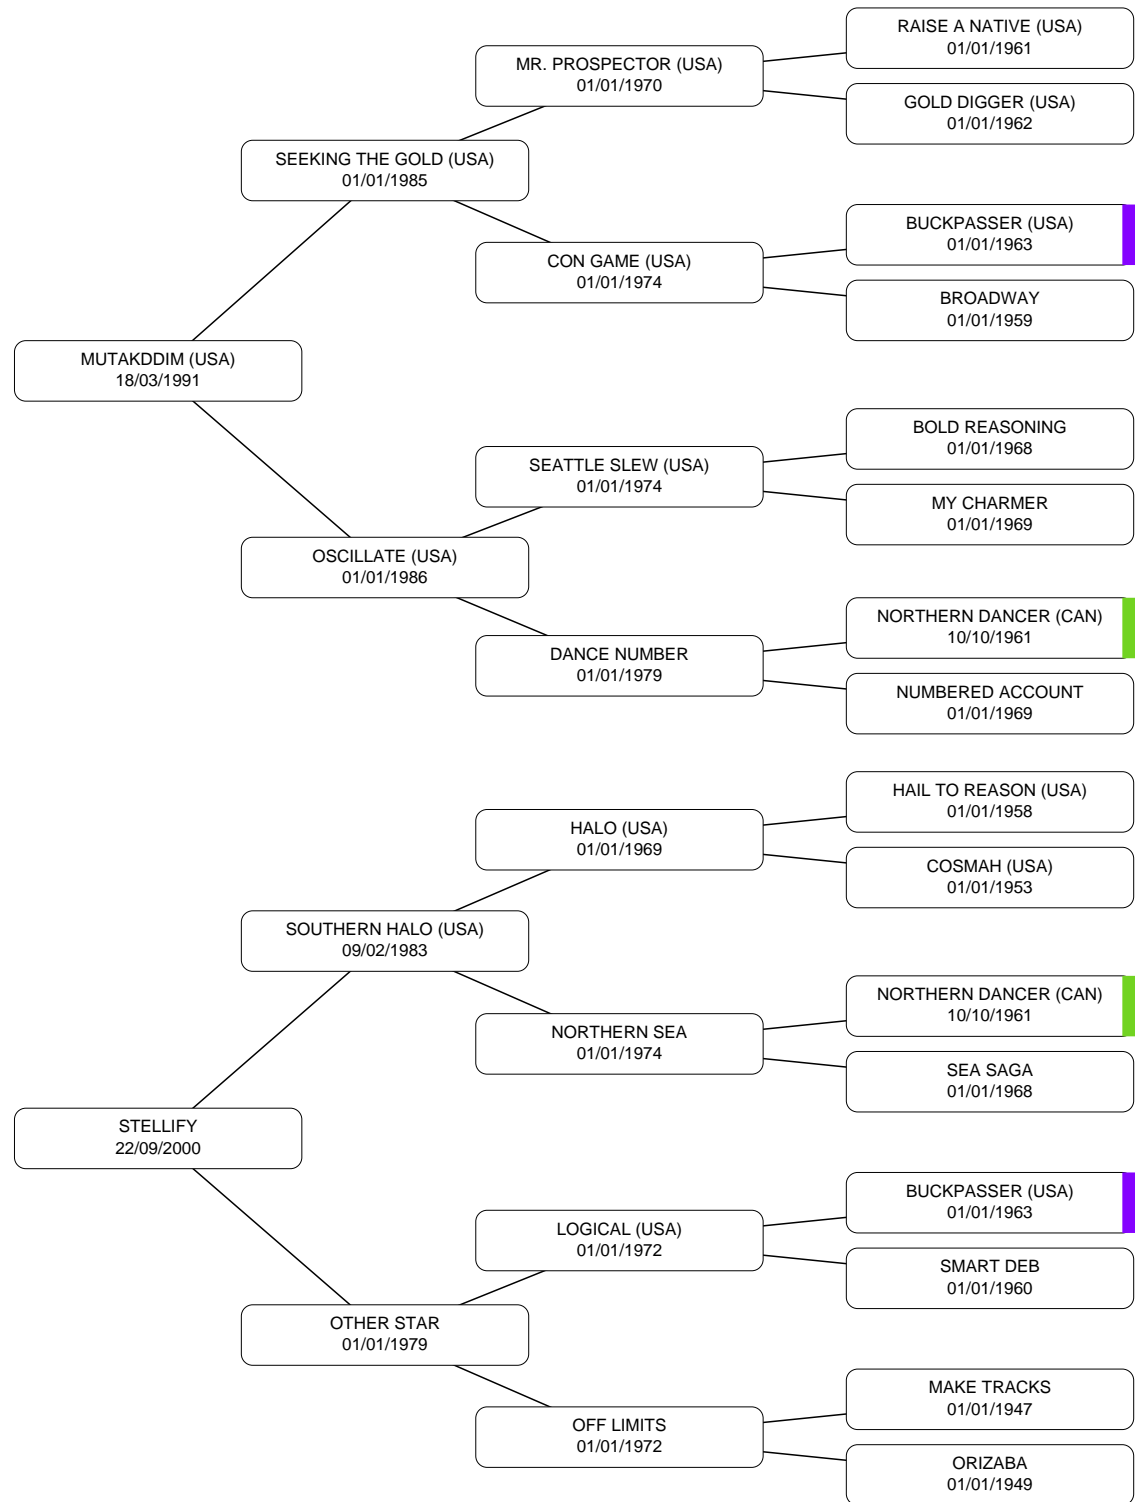 RAISE A NATIVE (USA)
01/01/1961
MR. PROSPECTOR (USA)
01/01/1970
GOLD DIGGER (USA)
01/01/1962
SEEKING THE GOLD (USA)
01/01/1985
BUCKPASSER (USA)
01/01/1963
CON GAME (USA)
01/01/1974
BROADWAY
01/01/1959
MUTAKDDIM (USA)
18/03/1991
BOLD REASONING
01/01/1968
SEATTLE SLEW (USA)
01/01/1974
MY CHARMER
01/01/1969
OSCILLATE (USA)
01/01/1986
NORTHERN DANCER (CAN)
10/10/1961
DANCE NUMBER
01/01/1979
NUMBERED ACCOUNT
01/01/1969
HAIL TO REASON (USA)
01/01/1958
HALO (USA)
01/01/1969
COSMAH (USA)
01/01/1953
SOUTHERN HALO (USA)
09/02/1983
NORTHERN DANCER (CAN)
10/10/1961
NORTHERN SEA
01/01/1974
SEA SAGA
01/01/1968
STELLIFY
22/09/2000
BUCKPASSER (USA)
01/01/1963
LOGICAL (USA)
01/01/1972
SMART DEB
01/01/1960
OTHER STAR
01/01/1979
MAKE TRACKS
01/01/1947
OFF LIMITS
01/01/1972
ORIZABA
01/01/1949